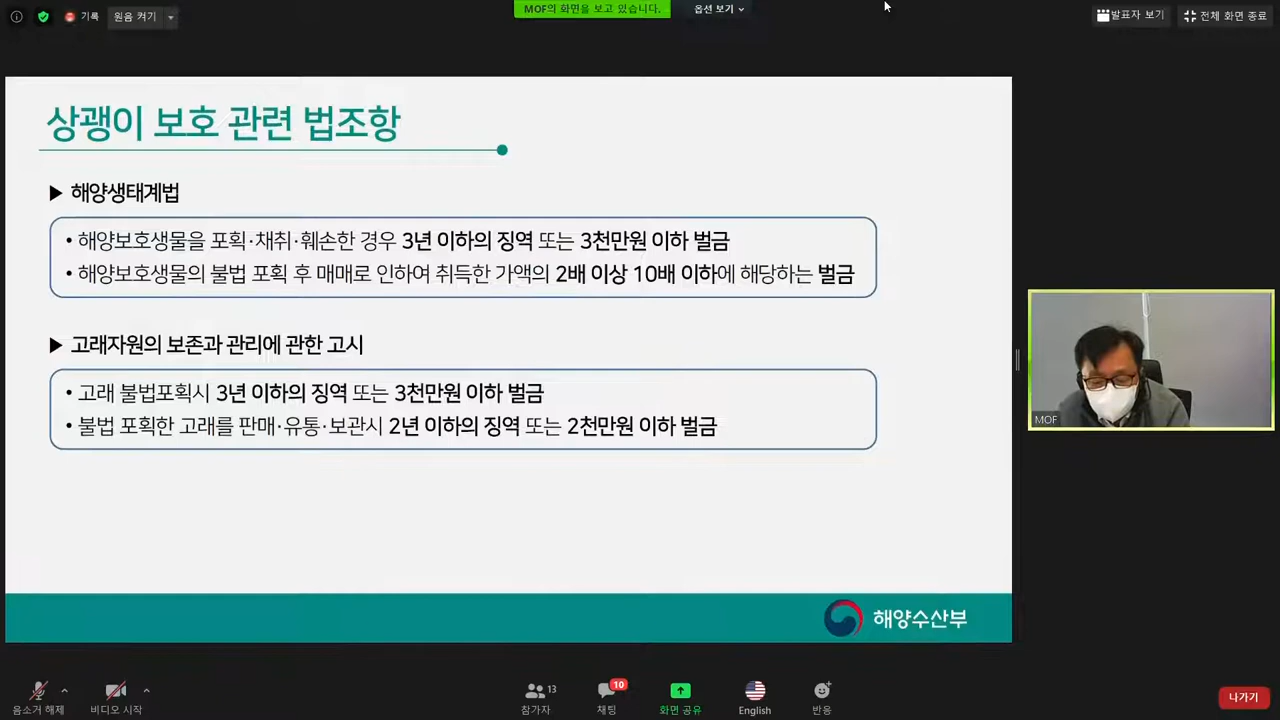 기록
원음 켜기
MOF의 화면을 보고 있습니다.
옵션 보기
발표자 보기
전체 화면 종료
상괭이 보호 관련 법조항
▶ 해양생태계법
• 해양보호생물을 포획·채취·훼손한 경우 3년 이하의 징역 또는 3천만원 이하 벌금
• 해양보호생물의 불법 포획 후 매매로 인하여 취득한 가액의 2배 이상 10배 이하에 해당하는 벌금
▶ 고래자원의 보존과 관리에 관한 고시
• 고래 불법포획시 3년 이하의 징역 또는 3천만원 이하 벌금
• 불법 포획한 고래를 판매·유통·보관시 2년 이하의 징역 또는 2천만원 이하 벌금
MOF
해양수산부
음소거 해제
비디오 시작
13
참가자
10
채팅
화면 공유
English
반응
나가기